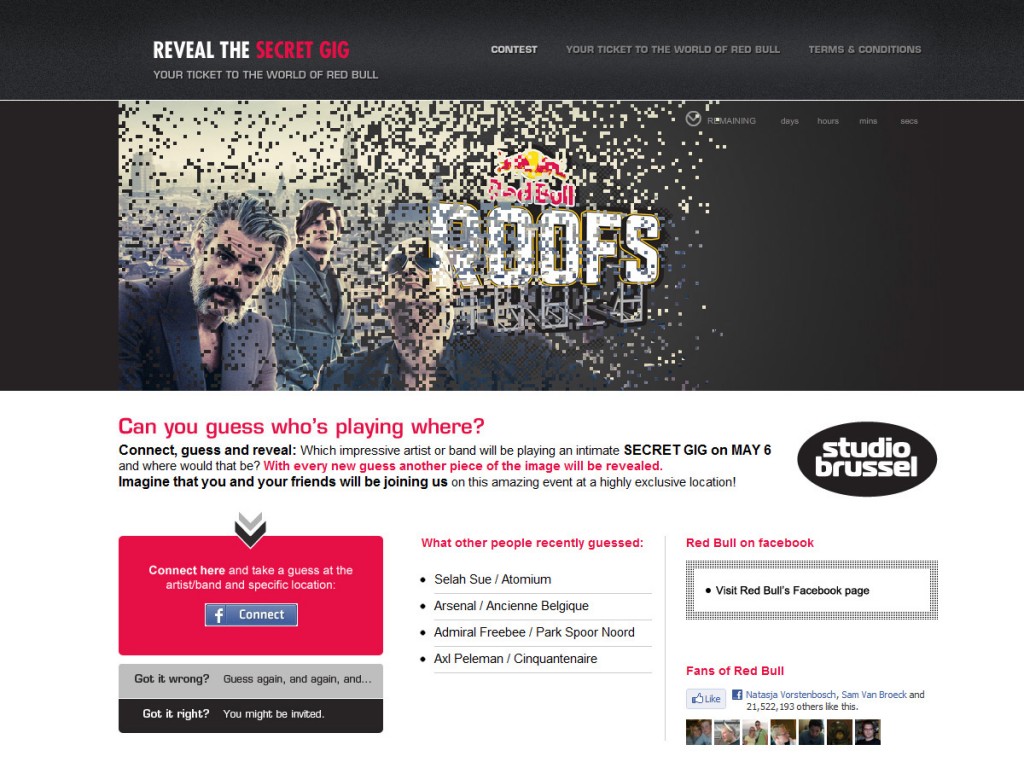 REVEAL THE SECRET GIG
YOUR TICKET TO THE WORLD OF RED BULL
CONTEST
YOUR TICKET TO THE WORLD OF RED BULL
TERMS & CONDITIONS
REMAINING days hours mins secs
Red Bull
ROOFS
Can you guess who's playing where?
Connect, guess and reveal: Which impressive artist or band will be playing an intimate SECRET GIG on MAY 6
and where would that be? With every new guess another piece of the image will be revealed.
Imagine that you and your friends will be joining us on this amazing event at a highly exclusive location!
studio
brussel
Connect here and take a guess at the
artist/band and specific location:
f Connect
Got it wrong? Guess again, and again, and...
Got it right? You might be invited.
What other people recently guessed:
• Selah Sue / Atomium
• Arsenal / Ancienne Belgique
• Admiral Freebee / Park Spoor Noord
• Axl Peleman / Cinquantenaire
Red Bull on facebook
• Visit Red Bull's Facebook page
Fans of Red Bull
Like
Natasja Vorstenbosch, Sam Van Broeck and
21,522,193 others like this.